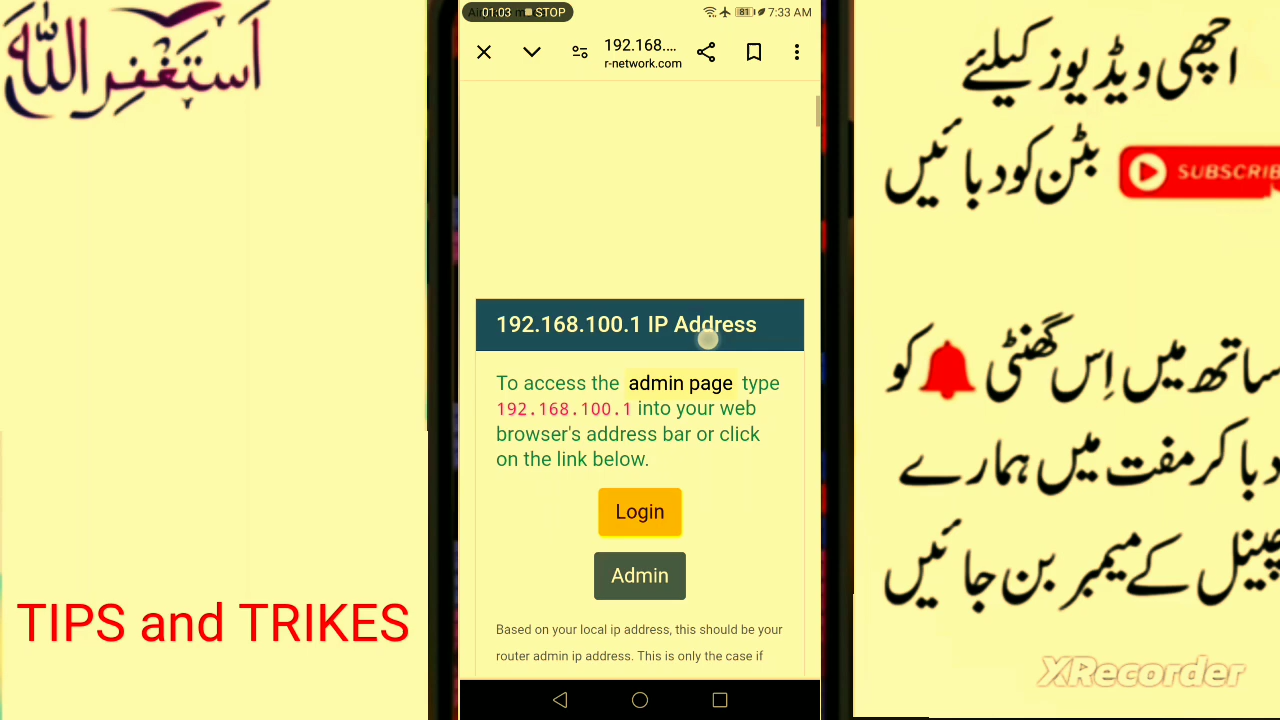 أستغفر الله
TIPS and TRIKES
01:03 STOP
81 7:33 AM
192.168....
r-network.com
192.168.100.1 IP Address
To access the admin page type
192.168.100.1 into your web
browser's address bar or click
on the link below.
Login
Admin
Based on your local ip address, this should be your
router admin ip address. This is only the case if
اچھی ویڈیوز کیلئے
بٹن کو دبائیں
SUBSCRIB
ساتھ میں اِس گھنٹی کو
دبا کر مفت میں ہمارے
چینل کے میمبر بن جائیں
XRecorder